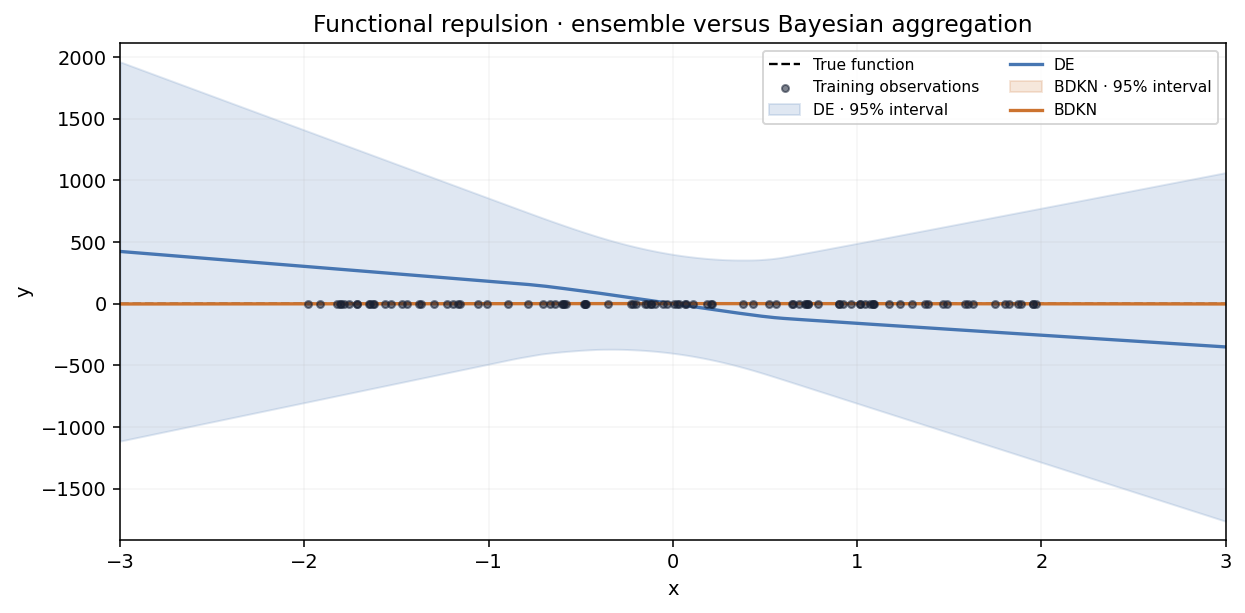 Functional repulsion · ensemble versus Bayesian aggregation
True function
Training observations
DE · 95% interval
DE
BDKN · 95% interval
BDKN
2000
1500
1000
500
0
−500
−1000
−1500
y
−3 −2 −1 0 1 2 3
x